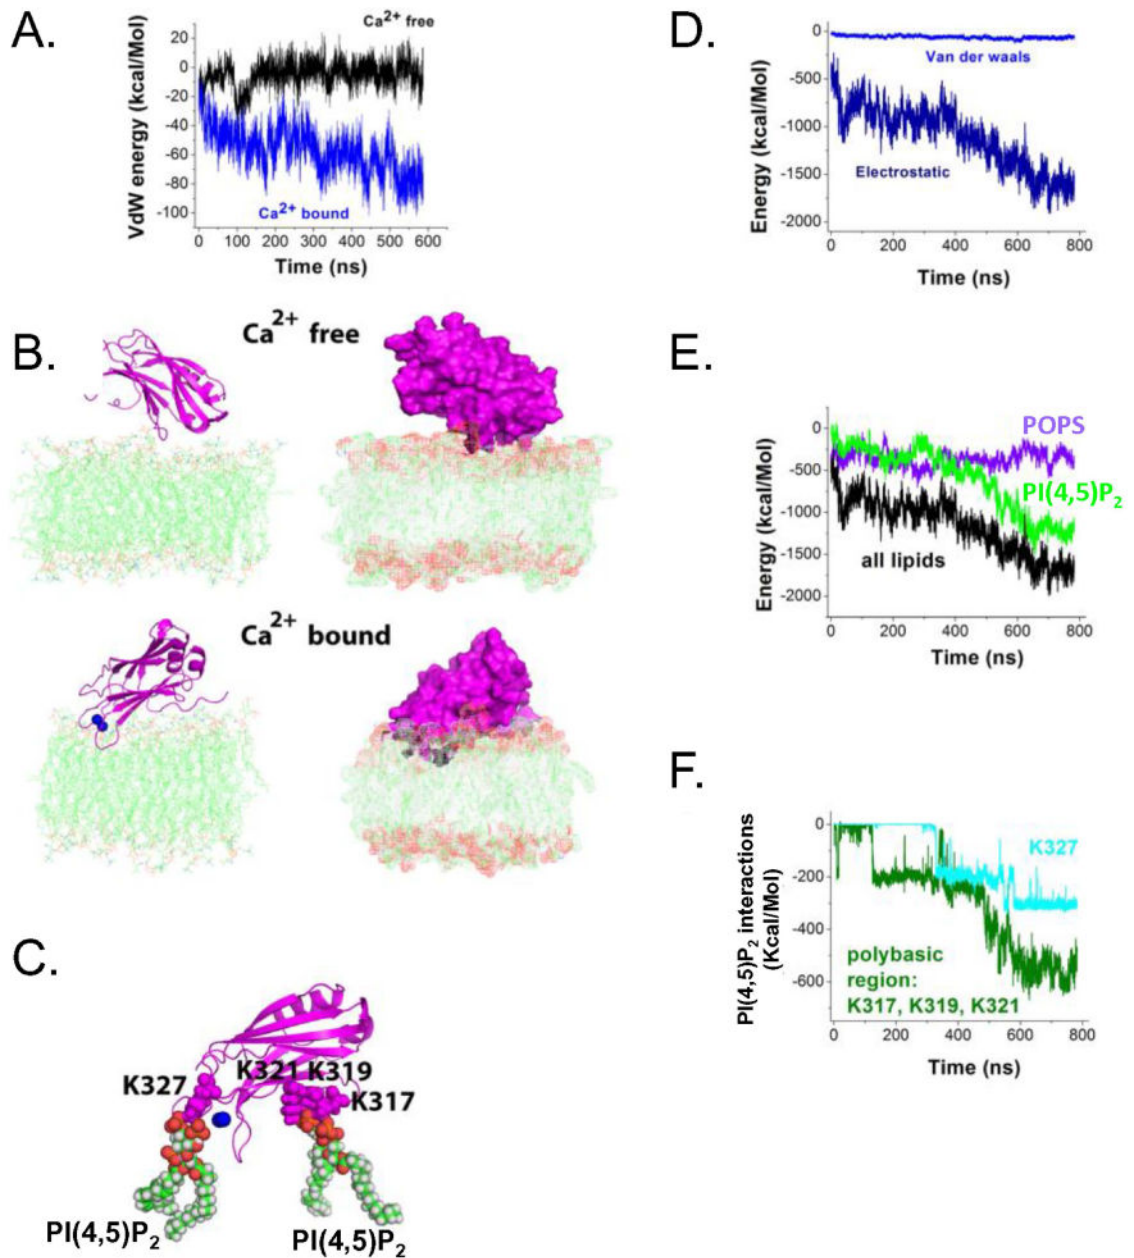 A.
Ca²⁺ free
VdW energy (kcal/Mol)
20
0
-20
-40
-60
-80
-100
Ca²⁺ bound
0 100 200 300 400 500 600
Time (ns)
B.
Ca²⁺ free
Ca²⁺ bound
C.
K327
K321 K319
K317
PI(4,5)P₂
PI(4,5)P₂
D.
Energy (kcal/Mol)
0
-500
-1000
-1500
-2000
Van der waals
Electrostatic
0 200 400 600 800
Time (ns)
E.
Energy (kcal/Mol)
0
-500
-1000
-1500
-2000
POPS
PI(4,5)P₂
all lipids
0 200 400 600 800
Time (ns)
F.
PI(4,5)P₂ interactions
(Kcal/Mol)
0
-200
-400
-600
K327
polybasic
region:
K317, K319, K321
0 200 400 600 800
Time (ns)